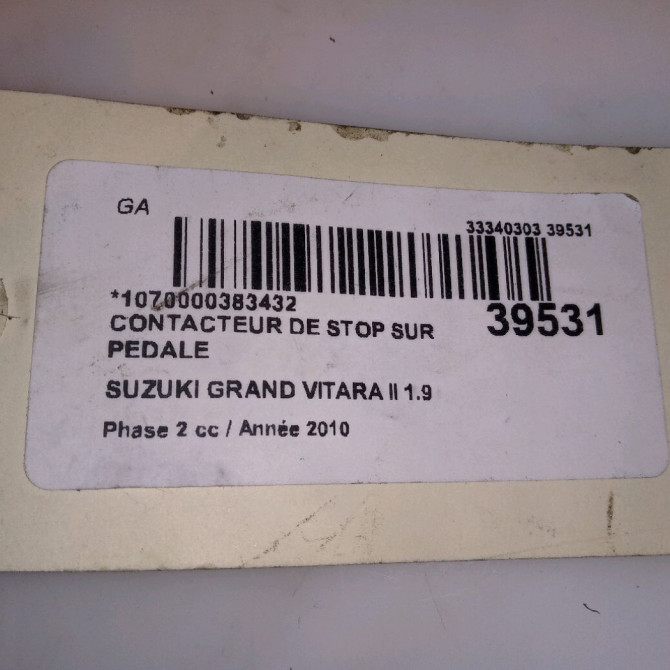 GA
33340303 39531
*1070000383432
CONTACTEUR DE STOP SUR
PEDALE
39531
SUZUKI GRAND VITARA II 1.9
Phase 2 cc / Année 2010